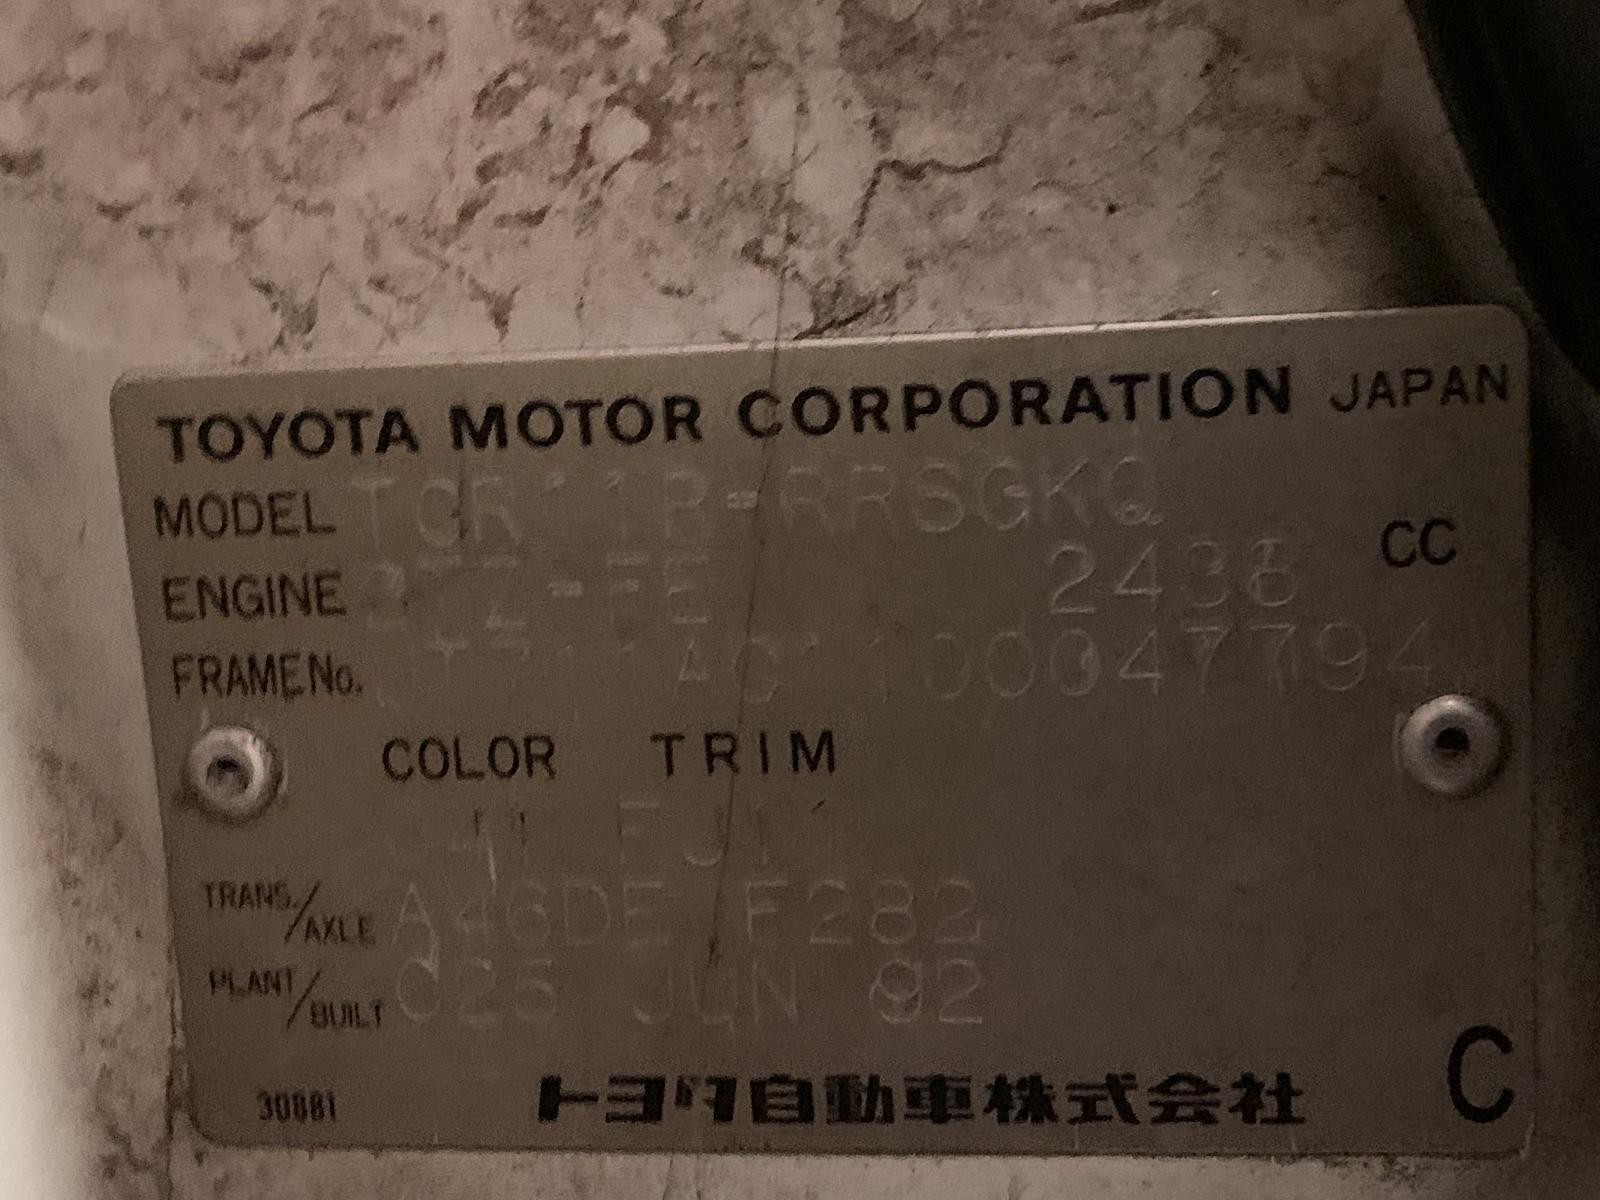 TOYOTA MOTOR CORPORATION JAPAN
MODEL TCR11R-RRSGKQ
ENGINE 2TZ-FE 2438 CC
FRAME No. JT711AC1100047794
COLOR TRIM
TRANS./AXLE A46DE F282
PLANT/BUILT JUN 92
30881
トヨタ自動車株式会社
C